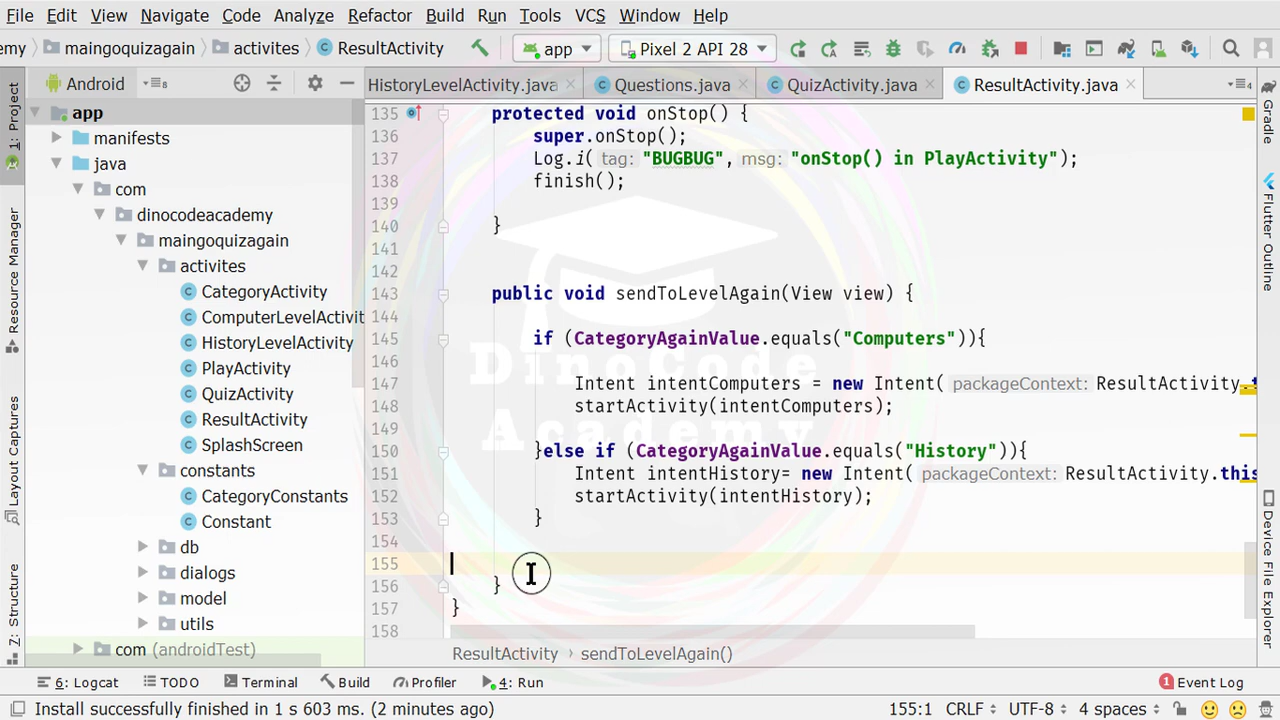 File Edit View Navigate Code Analyze Refactor Build Run Tools VCS Window Help
emy maingoquizagain activites ResultActivity app Pixel 2 API 28
1: Project
Resource Manager
Layout Captures
Z: Structure
Android
app
manifests
java
com
dinocodeacademy
maingoquizagain
activites
CategoryActivity
ComputerLevelActivit
HistoryLevelActivity
PlayActivity
QuizActivity
ResultActivity
SplashScreen
constants
CategoryConstants
Constant
db
dialogs
model
utils
com (androidTest)
HistoryLevelActivity.java Questions.java QuizActivity.java ResultActivity.java
135 protected void onStop() {
136 super.onStop();
137 Log.i( tag: "BUGBUG", msg: "onStop() in PlayActivity");
138 finish();
139
140 }
141
142
143 public void sendToLevelAgain(View view) {
144
145 if (CategoryAgainValue.equals("Computers")){
146
147 Intent intentComputers = new Intent( packageContext: ResultActivity.t
148 startActivity(intentComputers);
149
150 }else if (CategoryAgainValue.equals("History")){
151 Intent intentHistory= new Intent( packageContext: ResultActivity.this
152 startActivity(intentHistory);
153 }
154
155
156 }
157 }
158
DinoCode
Academy
ResultActivity › sendToLevelAgain()
Gradle
Flutter Outline
Device File Explorer
6: Logcat TODO Terminal Build Profiler 4: Run 1 Event Log
Install successfully finished in 1 s 603 ms. (2 minutes ago) 155:1 CRLF UTF-8 4 spaces